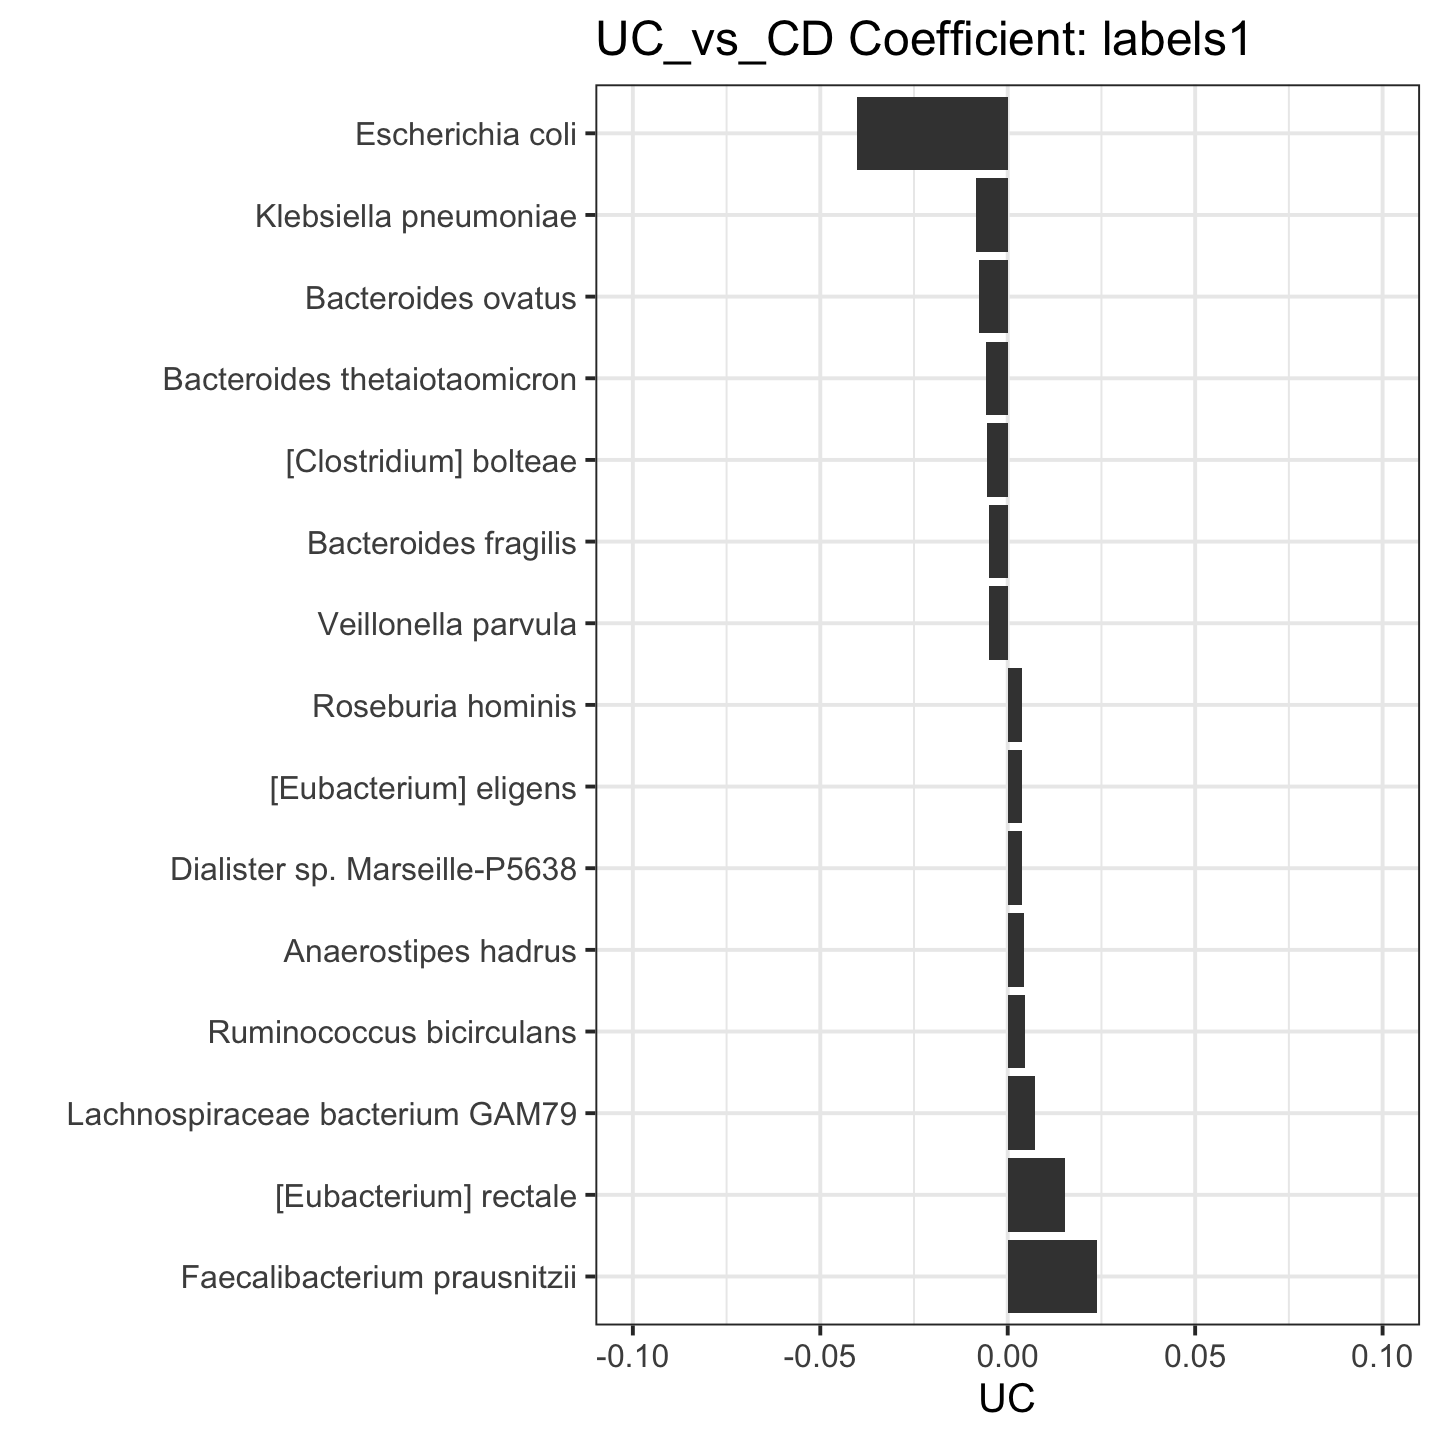 UC_vs_CD Coefficient: labels1
Escherichia coli
Klebsiella pneumoniae
Bacteroides ovatus
Bacteroides thetaiotaomicron
[Clostridium] bolteae
Bacteroides fragilis
Veillonella parvula
Roseburia hominis
[Eubacterium] eligens
Dialister sp. Marseille-P5638
Anaerostipes hadrus
Ruminococcus bicirculans
Lachnospiraceae bacterium GAM79
[Eubacterium] rectale
Faecalibacterium prausnitzii
-0.10 -0.05 0.00 0.05 0.10
UC